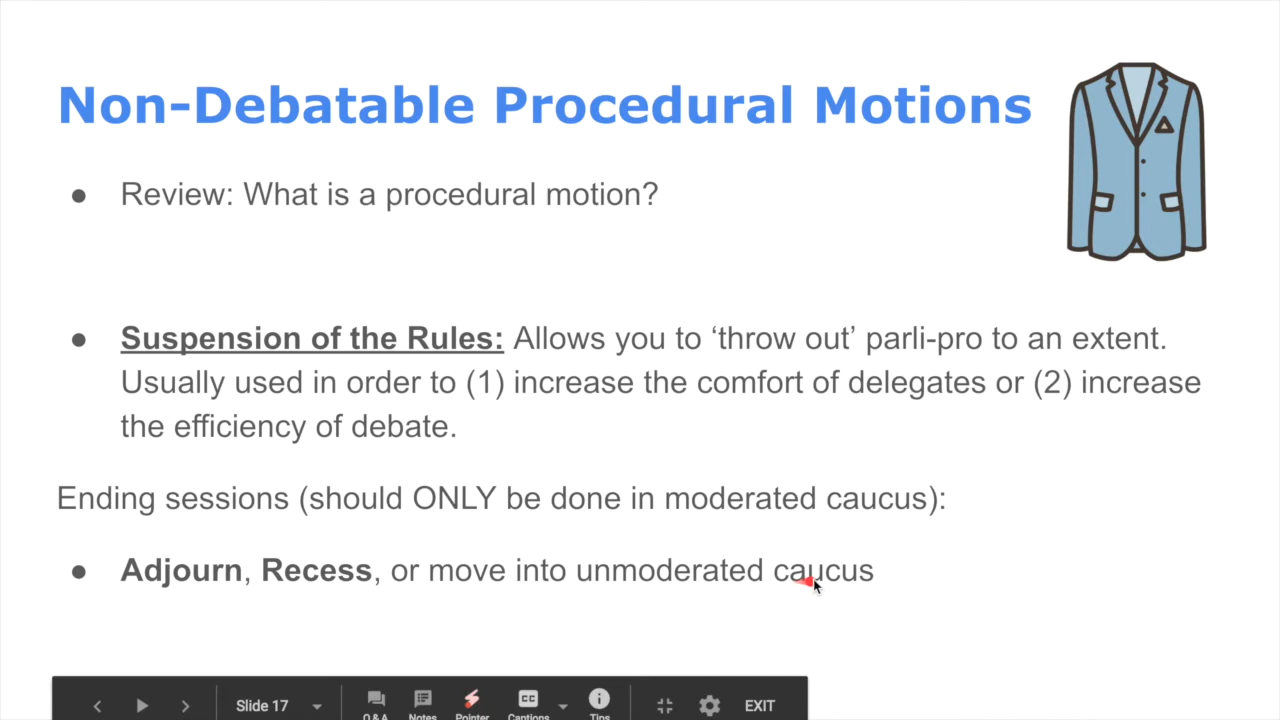 Non-Debatable Procedural Motions
● Review: What is a procedural motion?
● Suspension of the Rules: Allows you to ‘throw out’ parli-pro to an extent.
Usually used in order to (1) increase the comfort of delegates or (2) increase
the efficiency of debate.
Ending sessions (should ONLY be done in moderated caucus):
● Adjourn, Recess, or move into unmoderated caucus
Slide 17
Q&A Notes Pointer Captions Tips
CC
EXIT